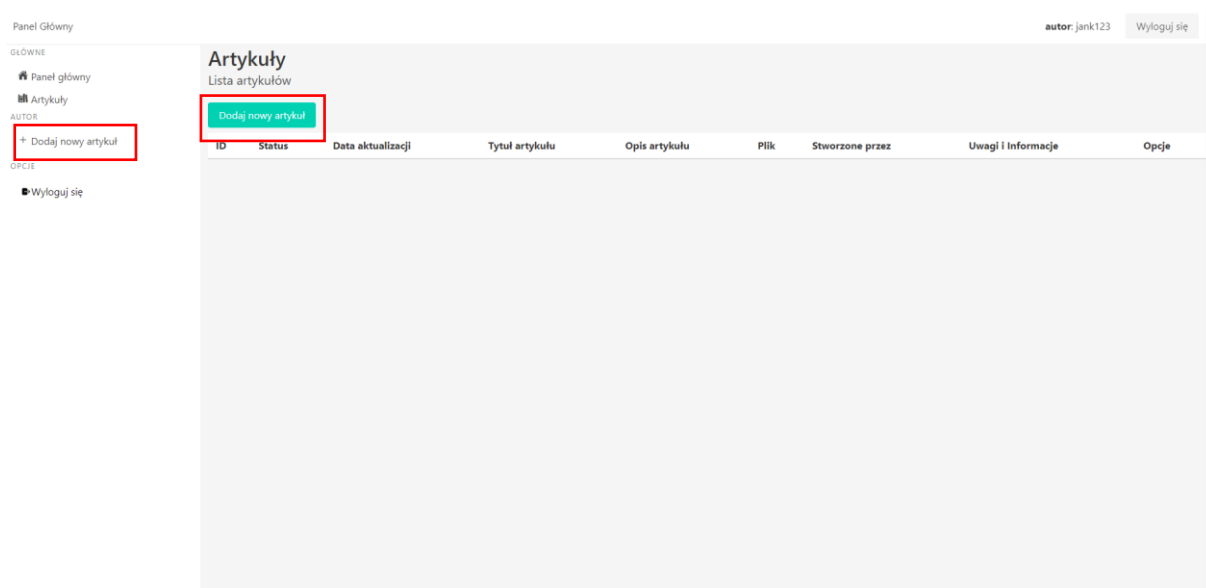 Panel Główny
autor: jank123
Wyloguj się
GŁÓWNE
Panel główny
Artykuły
AUTOR
+ Dodaj nowy artykuł
OPCJE
Wyloguj się
Artykuły
Lista artykułów
Dodaj nowy artykuł
ID Status Data aktualizacji Tytuł artykułu Opis artykułu Plik Stworzone przez Uwagi i Informacje Opcje